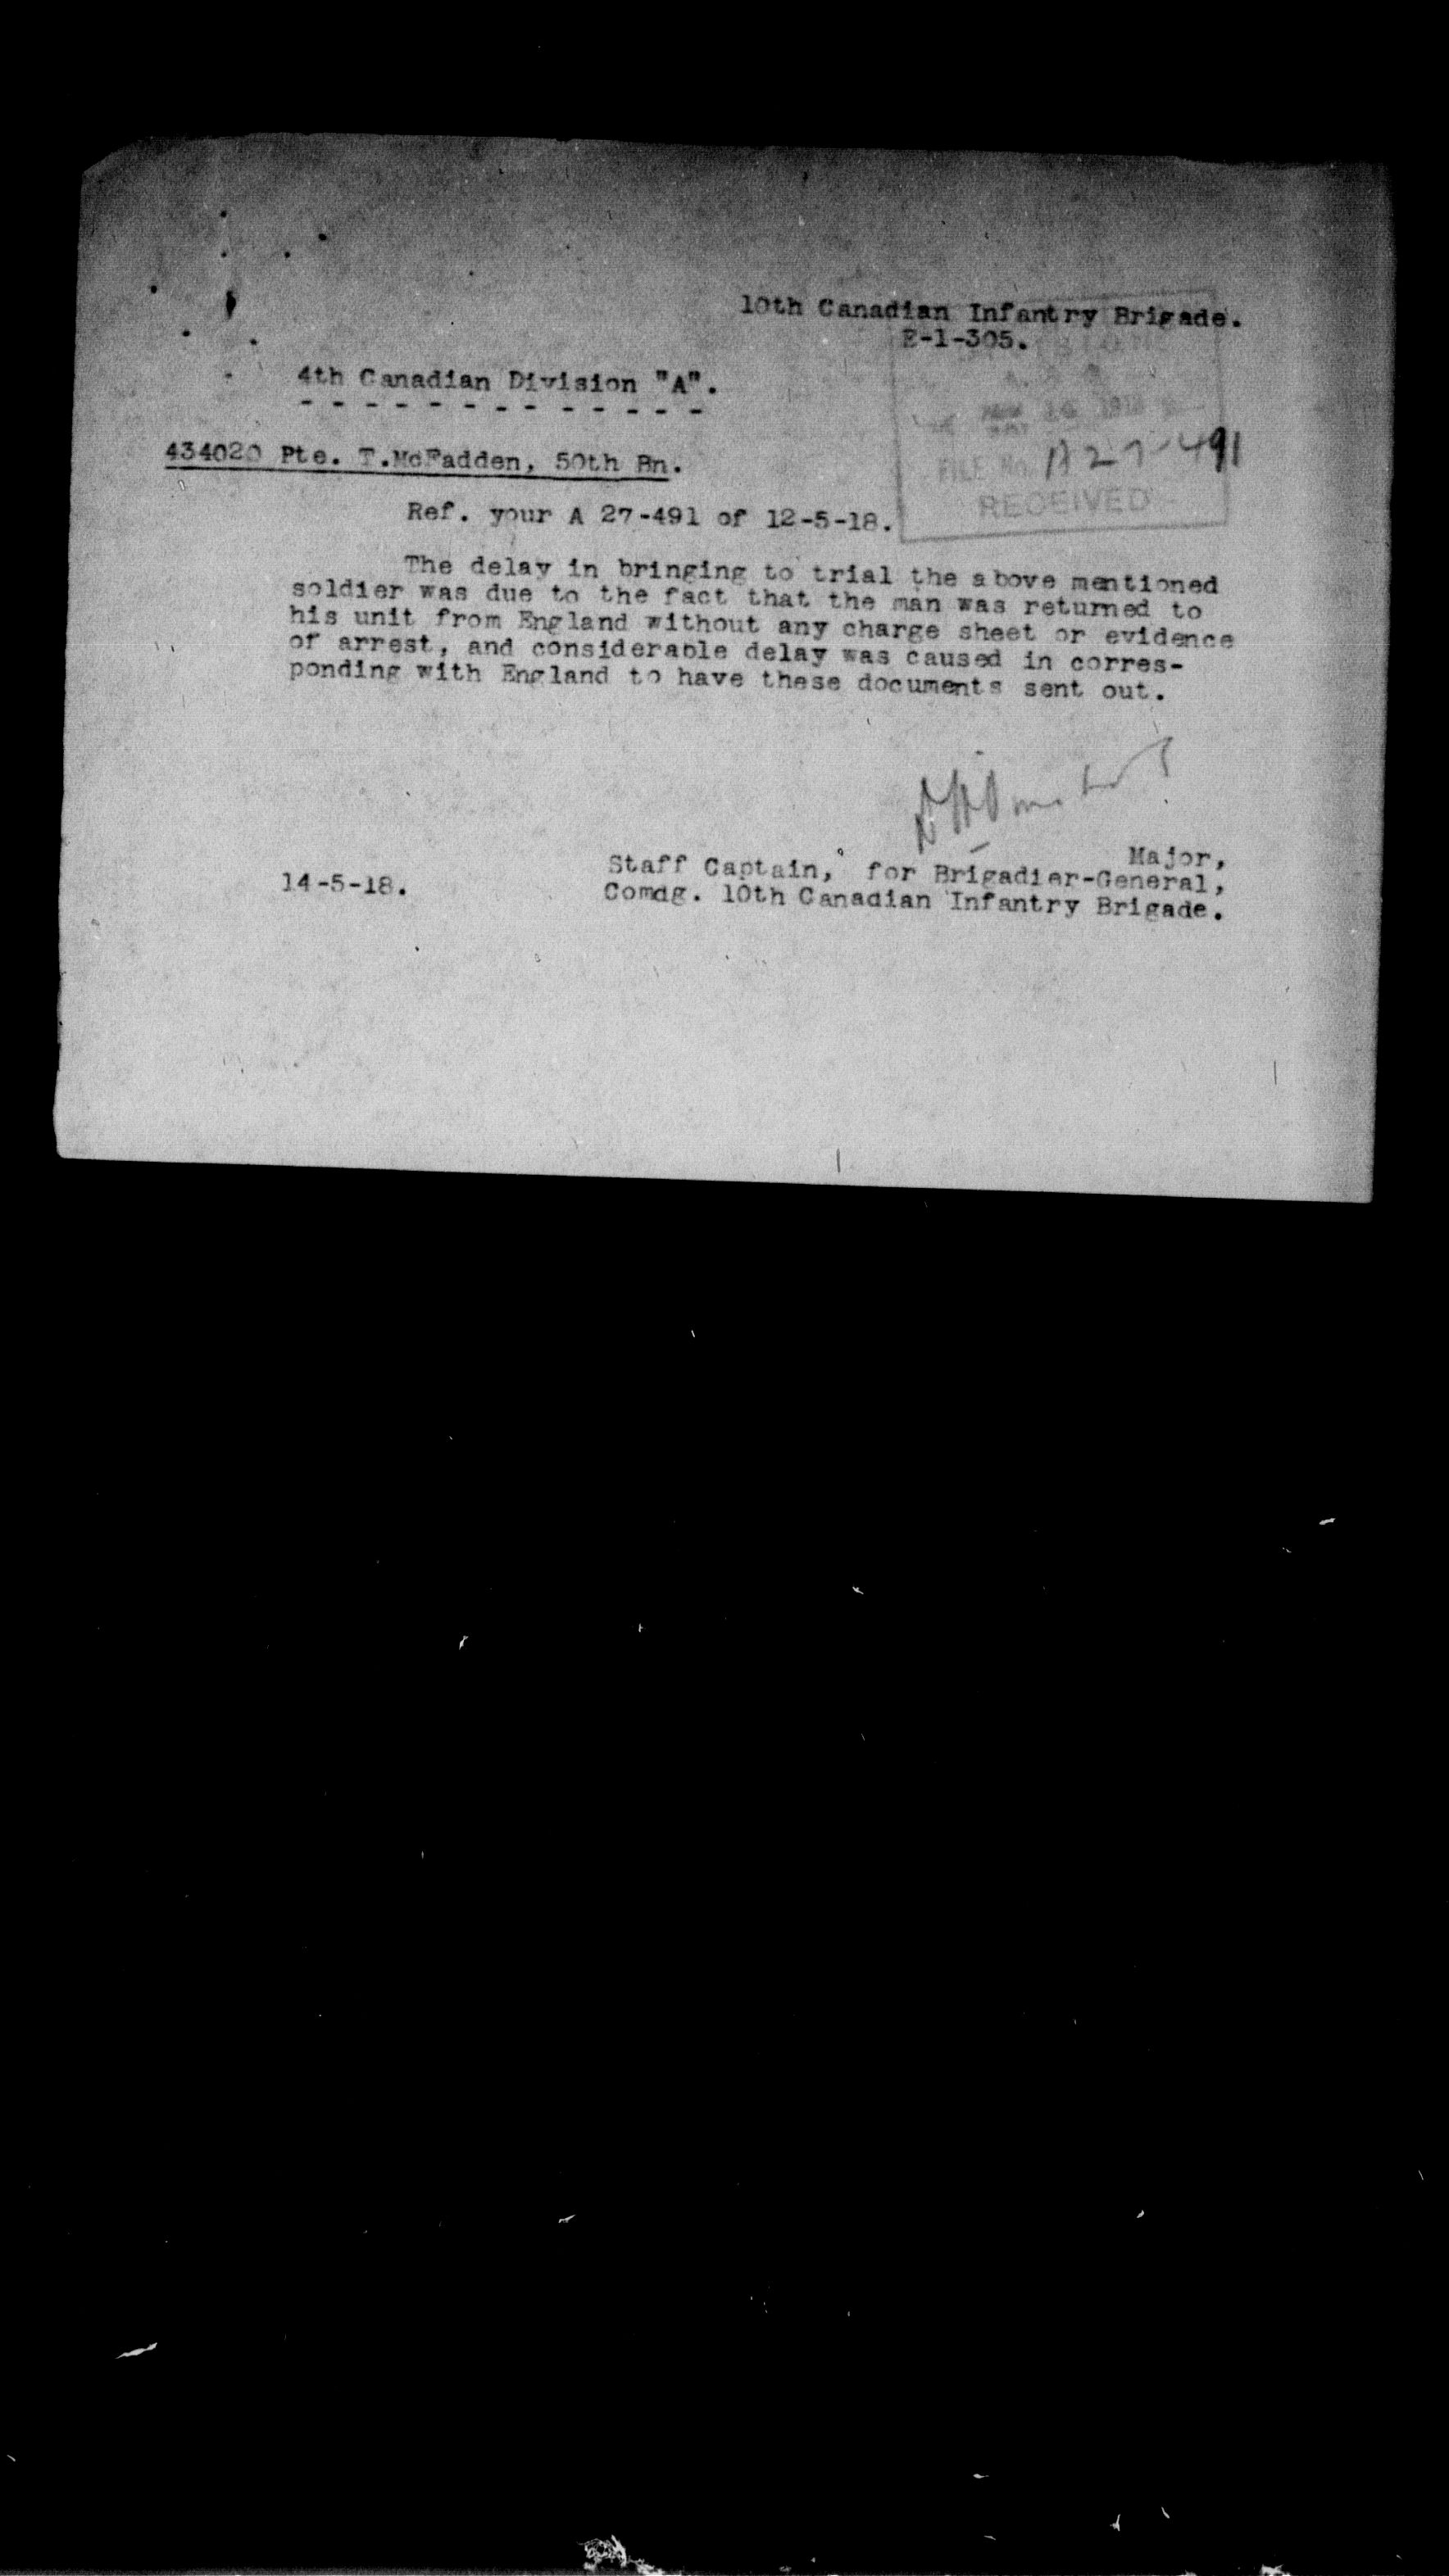 10th Canadian Infantry Brigade.
E-1-305.
4th Canadian Division "A".
- - - - - - - - - - - - -
434020 Pte. T.McFadden, 50th Bn.
FILE No. A27-491
RECEIVED
Ref. your A 27-491 of 12-5-18.
The delay in bringing to trial the above mentioned
soldier was due to the fact that the man was returned to
his unit from England without any charge sheet or evidence
of arrest, and considerable delay was caused in corres-
ponding with England to have these documents sent out.
Major,
Staff Captain, for Brigadier-General,
14-5-18.
Comdg. 10th Canadian Infantry Brigade.